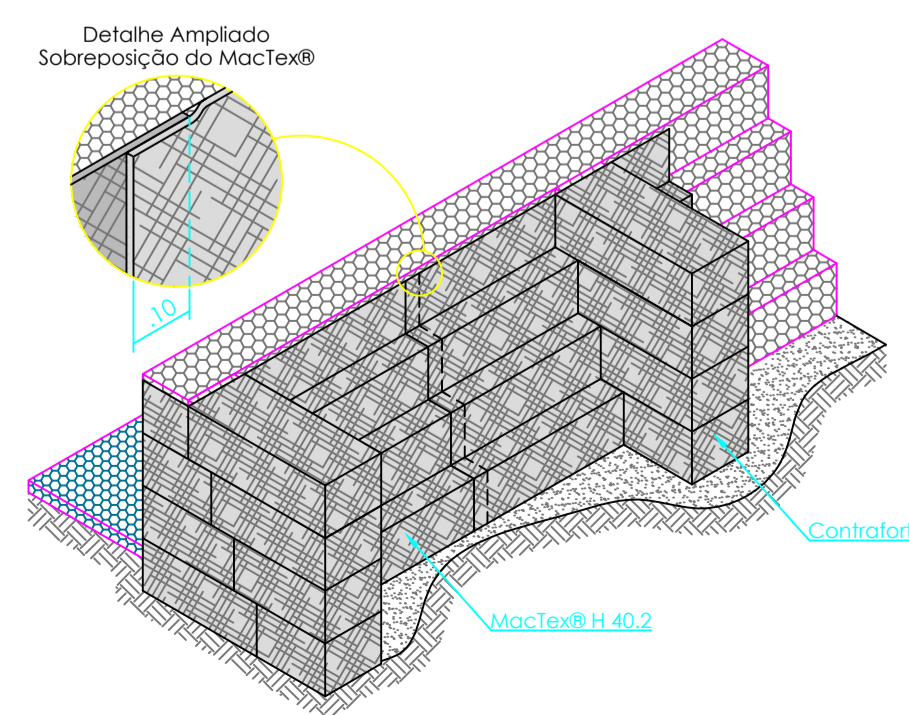 Detalhe Ampliado
Sobreposição do MacTex®
.10
Contrafort
MacTex® H 40.2